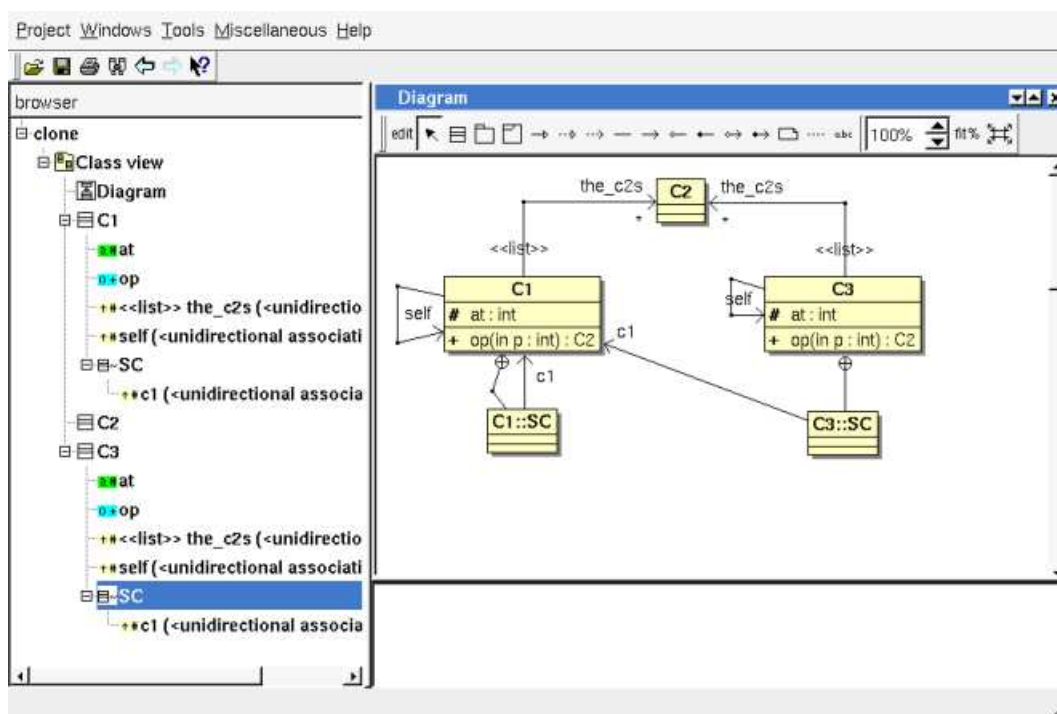 Project Windows Tools Miscellaneous Help
browser
clone
Class view
Diagram
C1
at
op
<<list>> the_c2s (<unidirectio
self (<unidirectional associati
SC
c1 (<unidirectional associa
C2
C3
at
op
<<list>> the_c2s (<unidirectio
self (<unidirectional associati
SC
c1 (<unidirectional associa
Diagram
edit abc 100% fit%
the_c2s C2 the_c2s
* *
<<list>> <<list>>
C1
self
# at : int
+ op(in p : int) : C2
C3
self
# at : int
+ op(in p : int) : C2
c1
c1
C1::SC
C3::SC